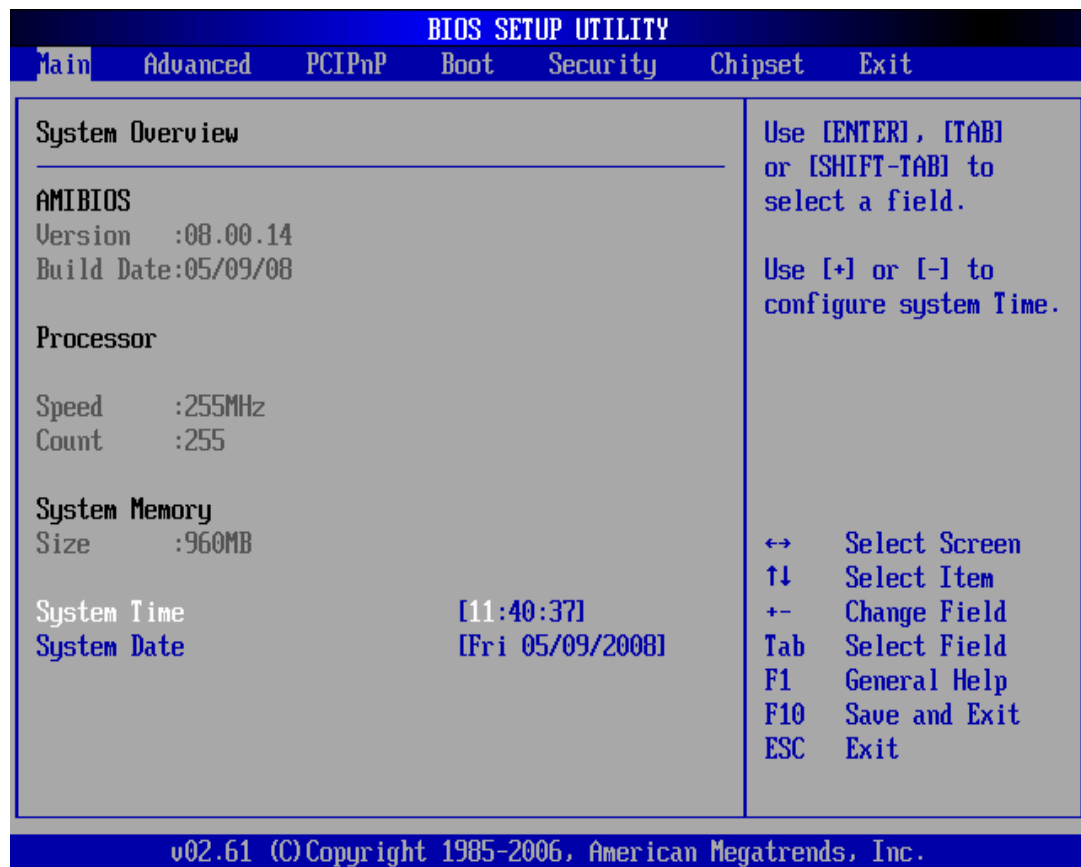 BIOS SETUP UTILITY
Main Advanced PCIPnP Boot Security Chipset Exit
System Overview
AMIBIOS
Version :08.00.14
Build Date:05/09/08
Processor
Speed :255MHz
Count :255
System Memory
Size :960MB
System Time [11:40:37]
System Date [Fri 05/09/2008]
Use [ENTER], [TAB]
or [SHIFT-TAB] to
select a field.
Use [+] or [-] to
configure system Time.
↔ Select Screen
↑↓ Select Item
+- Change Field
Tab Select Field
F1 General Help
F10 Save and Exit
ESC Exit
v02.61 (C)Copyright 1985-2006, American Megatrends, Inc.